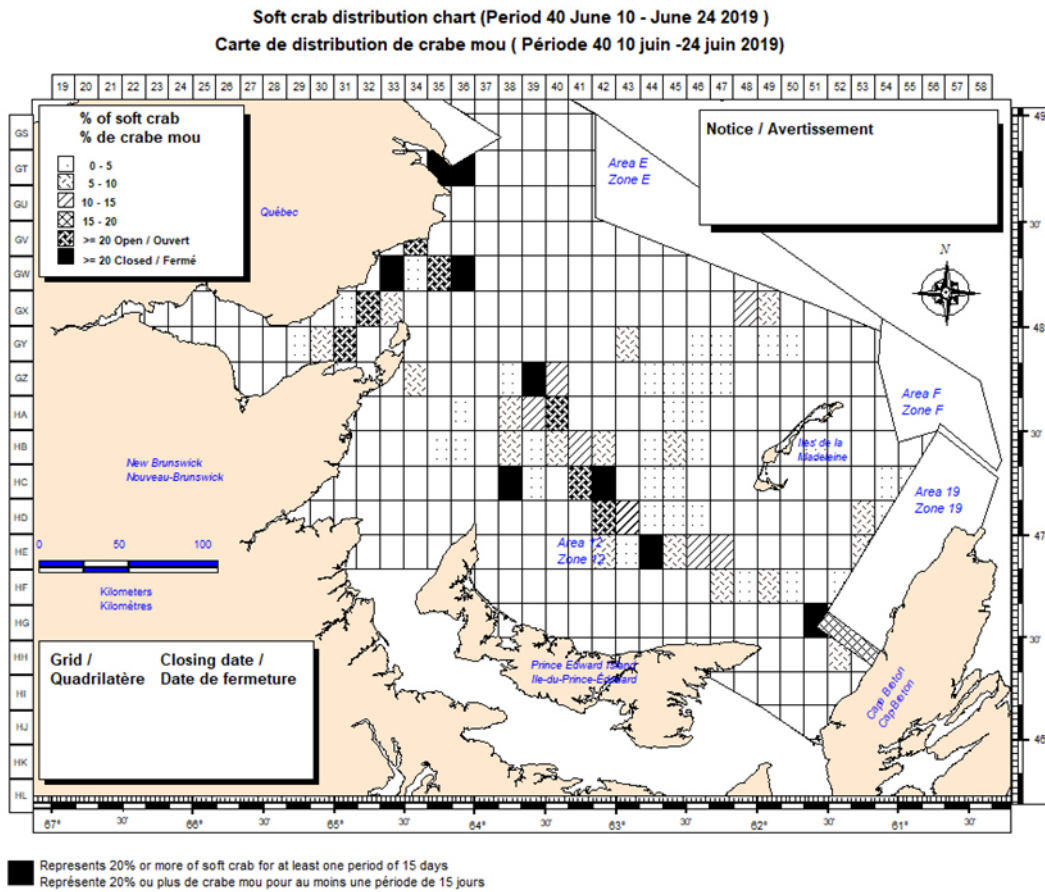 Soft crab distribution chart (Period 40 June 10 - June 24 2019 )
Carte de distribution de crabe mou ( Période 40 10 juin -24 juin 2019)
19 20 21 22 23 24 25 26 27 28 29 30 31 32 33 34 35 36 37 38 39 40 41 42 43 44 45 46 47 48 49 50 51 52 53 54 55 56 57 58
% of soft crab
% de crabe mou
0 - 5
5 - 10
10 - 15
15 - 20
>= 20 Open / Ouvert
>= 20 Closed / Fermé
Notice / Avertissement
Area E
Zone E
Québec
N
GS
GT
GU
GV
GW
GX
GY
GZ
HA
HB
HC
HD
HE
HF
HG
HH
HI
HJ
HK
HL
49
30'
48
30'
47
30'
46
Area F
Zone F
Iles de la
Madeleine
New Brunswick
Nouveau-Brunswick
Area 19
Zone 19
Area 12
Zone 12
0 50 100
Kilometers
Kilomètres
Prince Edward Island
Ile-du-Prince-Édouard
Cape Breton
Cap-Breton
Grid /
Quadrilatère
Closing date /
Date de fermeture
67° 30' 66° 30' 65° 30' 64° 30' 63° 30' 62° 30' 61° 30'
Represents 20% or more of soft crab for at least one period of 15 days
Représente 20% ou plus de crabe mou pour au moins une période de 15 jours